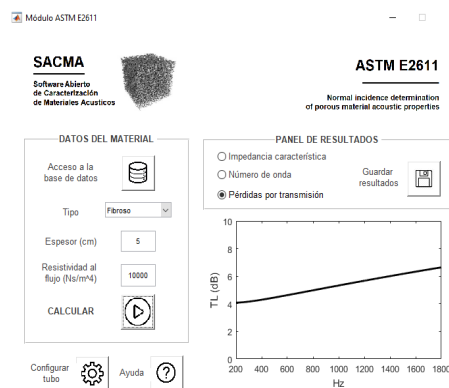 Módulo ASTM E2611
SACMA
Software Abierto
de Caracterización
de Materiales Acusticos
ASTM E2611
Normal incidence determination
of porous material acoustic properties
DATOS DEL MATERIAL
Acceso a la
base de datos
Tipo
Fibroso
Espesor (cm)
5
Resistividad al
flujo (Ns/m^4)
10000
CALCULAR
Configurar
tubo
Ayuda
PANEL DE RESULTADOS
Impedancia característica
Número de onda
Pérdidas por transmisión
Guardar
resultados
10
8
6
4
2
0
TL (dB)
200 400 600 800 1000 1200 1400 1600 1800
Hz